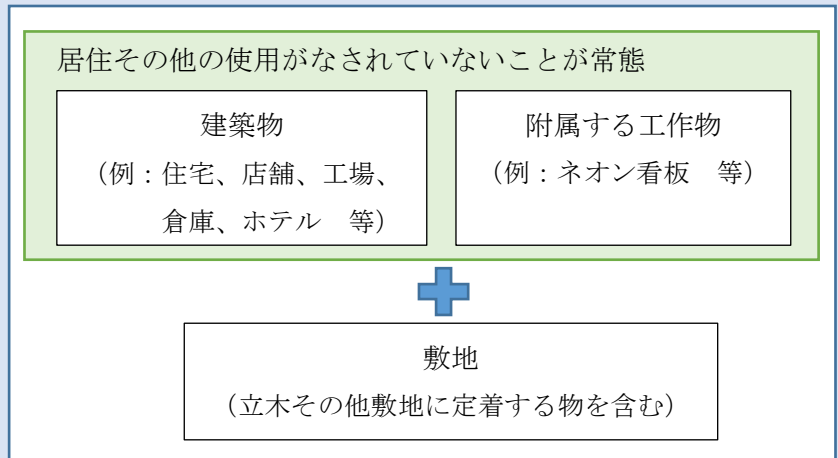 居住その他の使用がなされていないことが常態
建築物
（例：住宅、店舗、工場、
倉庫、ホテル　等）
附属する工作物
（例：ネオン看板　等）
敷地
（立木その他敷地に定着する物を含む）